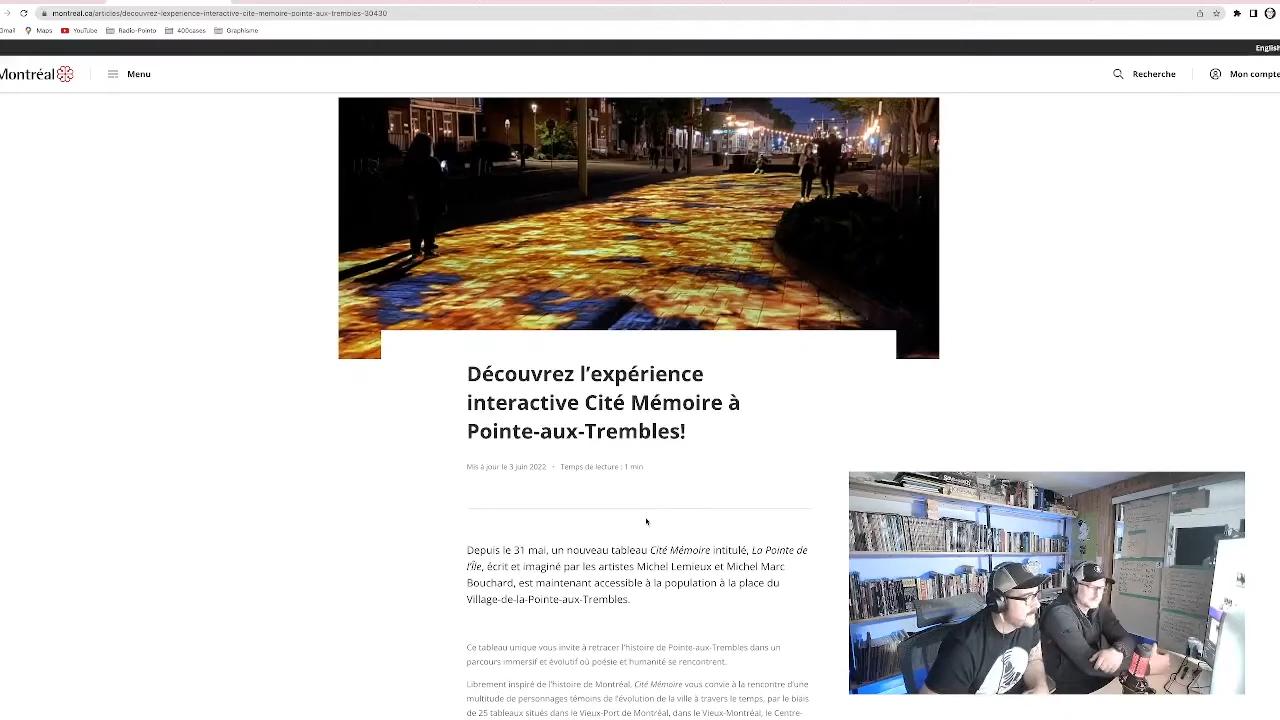 montreal.ca/articles/decouvrez-lexperience-interactive-cite-memoire-pointe-aux-trembles-30430
Gmail Maps YouTube Radio-Pointo 400cases Graphisme
English
Montréal Menu Recherche Mon compte
Découvrez l'expérience
interactive Cité Mémoire à
Pointe-aux-Trembles!
Mis à jour le 3 juin 2022 • Temps de lecture : 1 min
Depuis le 31 mai, un nouveau tableau Cité Mémoire intitulé, La Pointe de
l'Île, écrit et imaginé par les artistes Michel Lemieux et Michel Marc
Bouchard, est maintenant accessible à la population à la place du
Village-de-la-Pointe-aux-Trembles.
Ce tableau unique vous invite à retracer l'histoire de Pointe-aux-Trembles dans un
parcours immersif et évolutif où poésie et humanité se rencontrent.
Librement inspiré de l'histoire de Montréal, Cité Mémoire vous convie à la rencontre d'une
multitude de personnages témoins de l'évolution de la ville à travers le temps, par le biais
de 25 tableaux situés dans le Vieux-Port de Montréal, dans le Vieux-Montréal, le Centre-